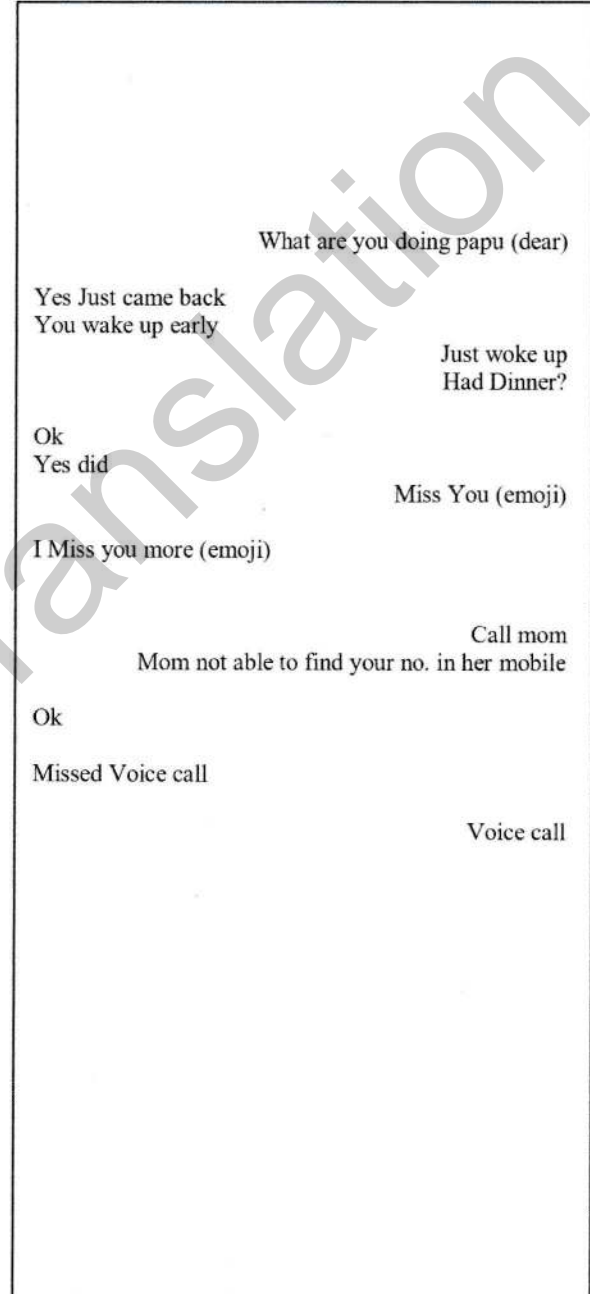 What are you doing papu (dear)
Yes Just came back
You wake up early
Just woke up
Had Dinner?
Ok
Yes did
Miss You (emoji)
I Miss you more (emoji)
Call mom
Mom not able to find your no. in her mobile
Ok
Missed Voice call
Voice call